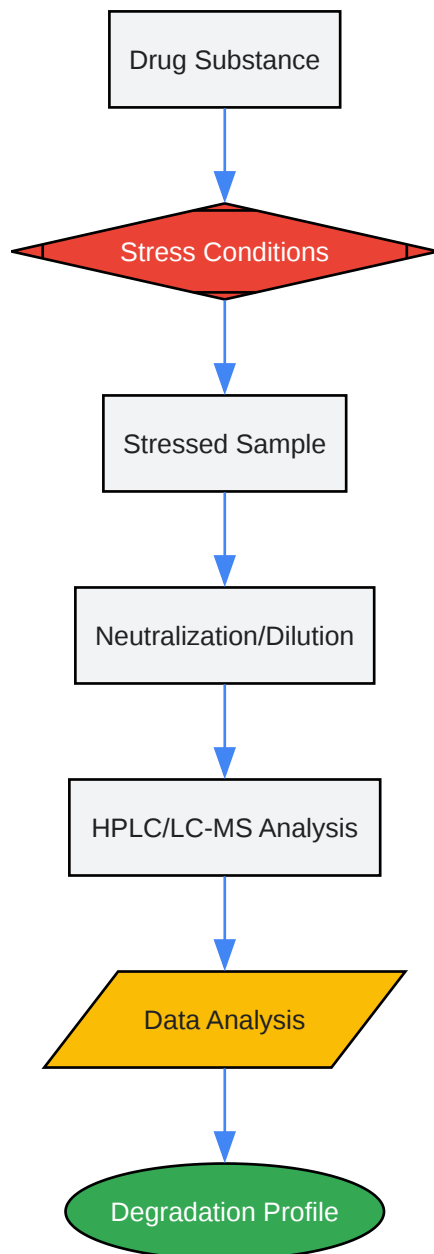 Drug Substance
Stress Conditions
Stressed Sample
Neutralization/Dilution
HPLC/LC-MS Analysis
Data Analysis
Degradation Profile